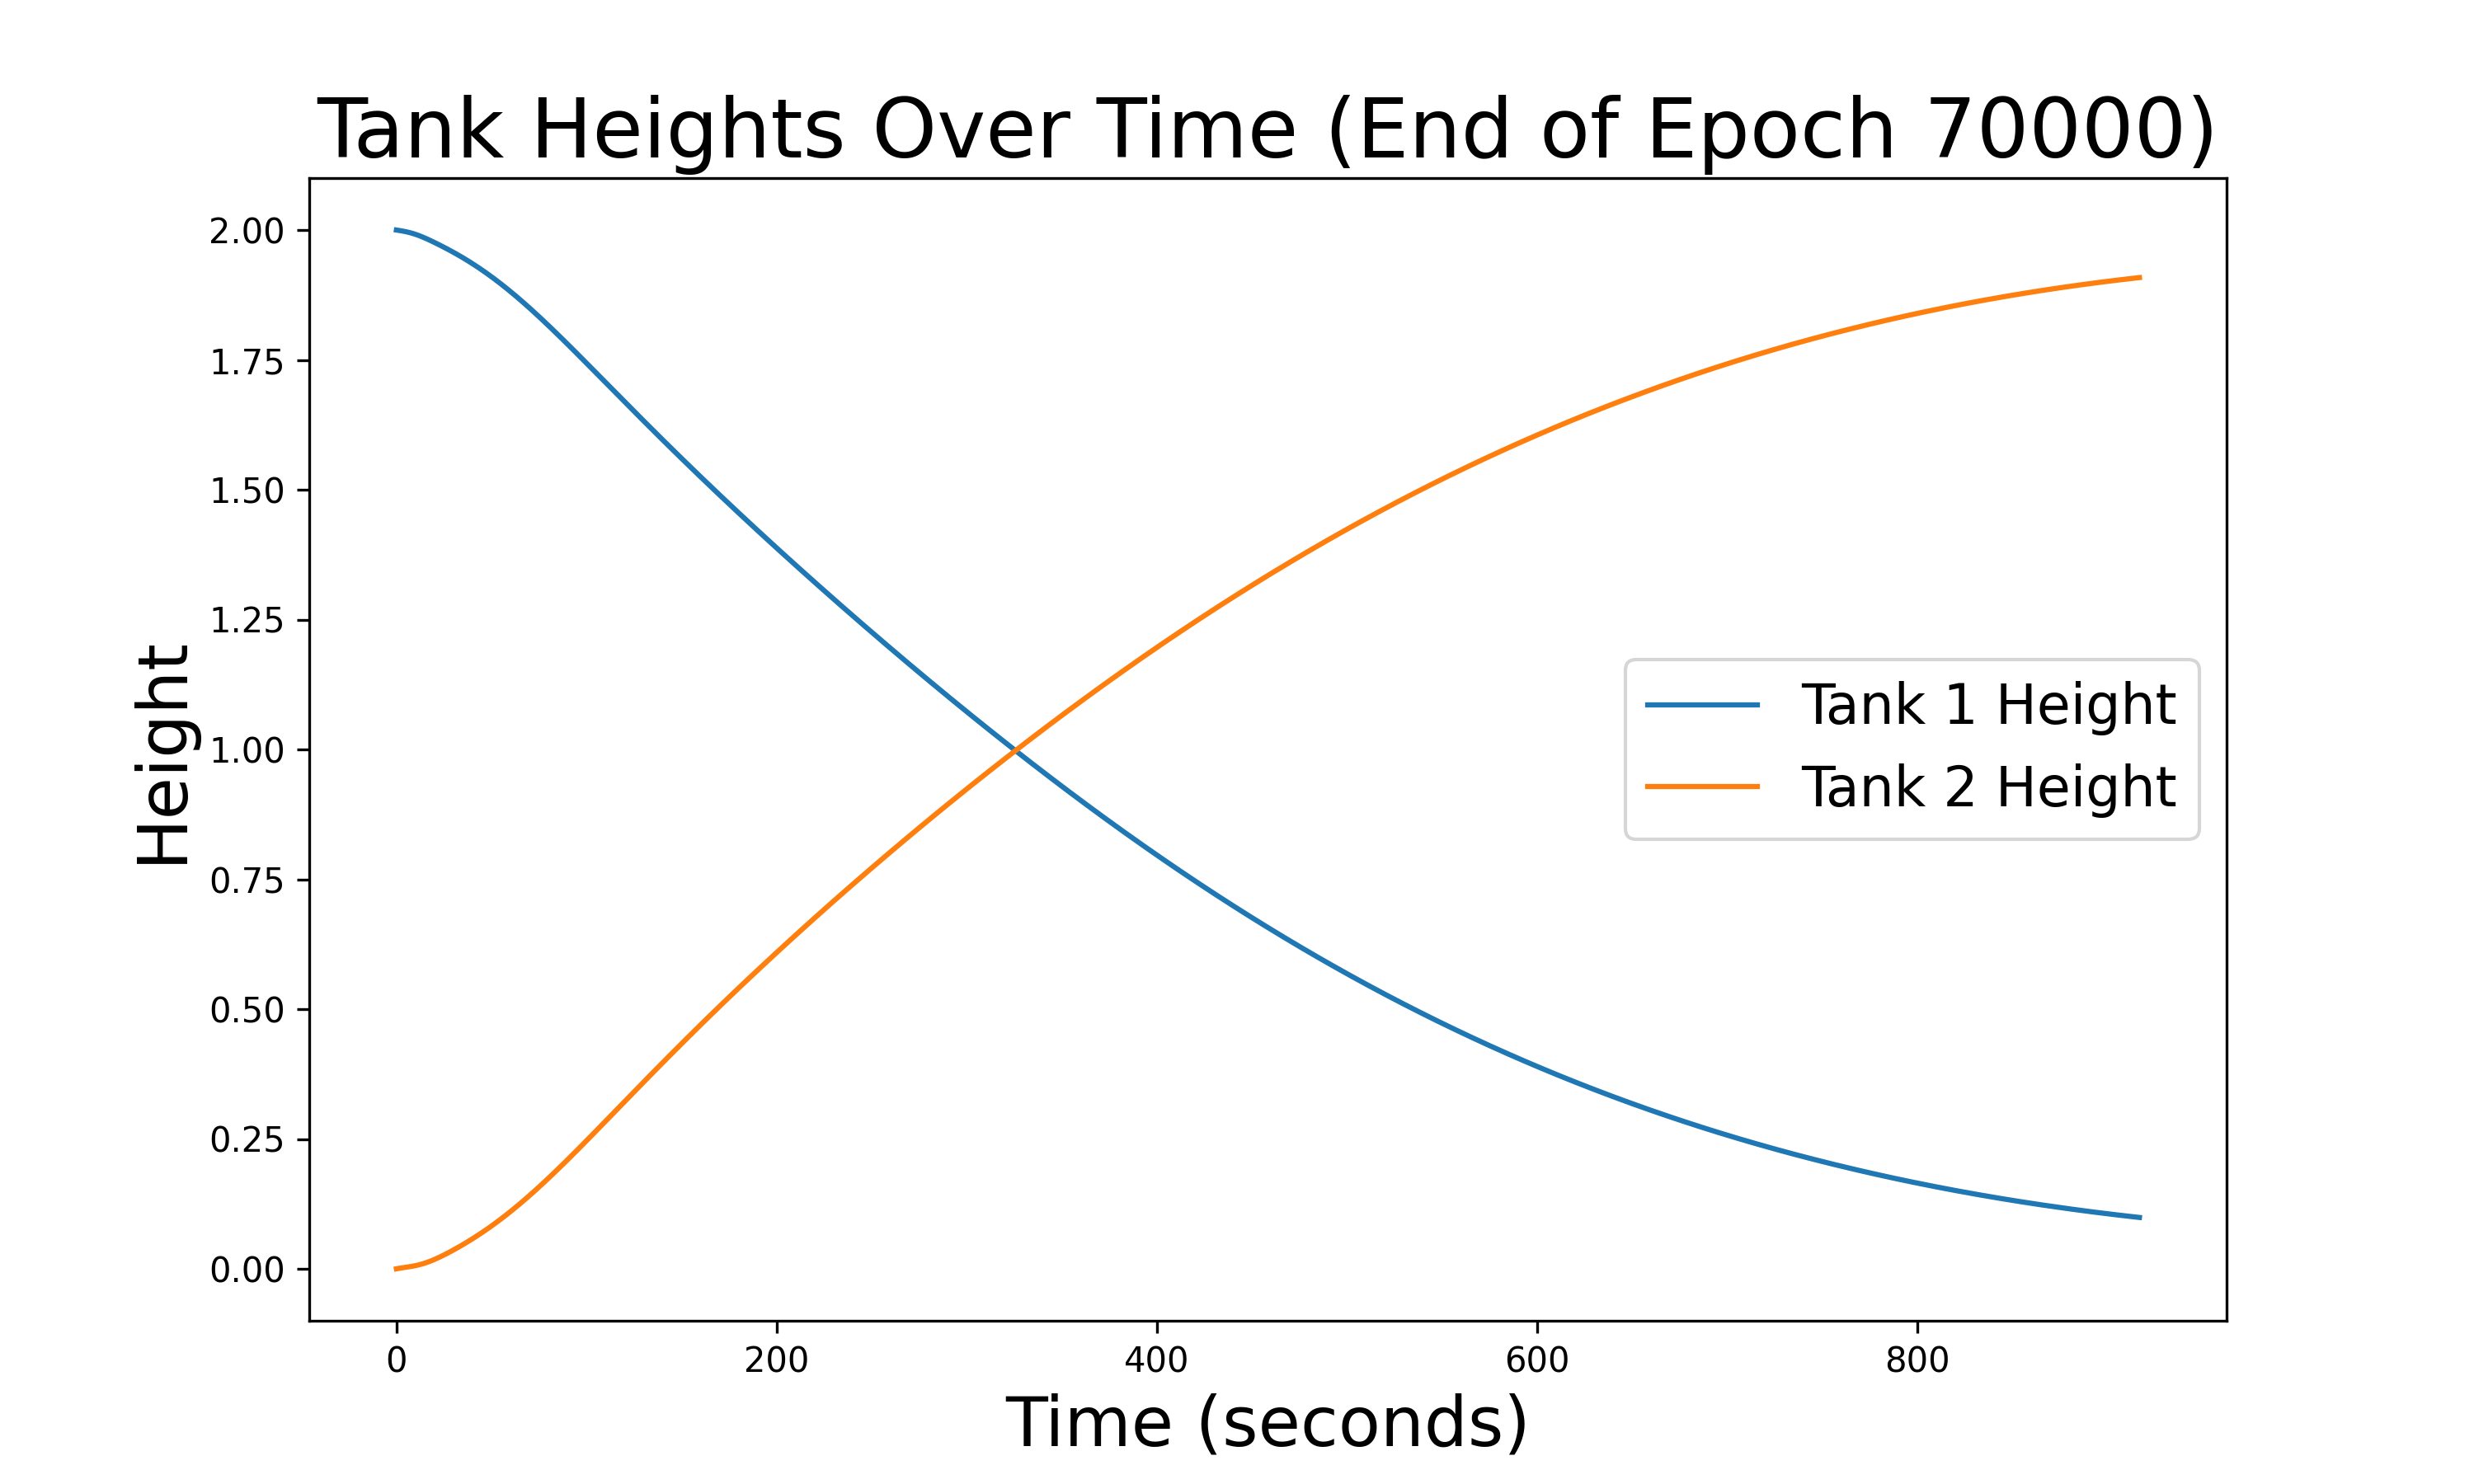 Tank Heights Over Time (End of Epoch 70000)
Height
2.00
1.75
1.50
1.25
1.00
0.75
0.50
0.25
0.00
Tank 1 Height
Tank 2 Height
0 200 400 600 800
Time (seconds)